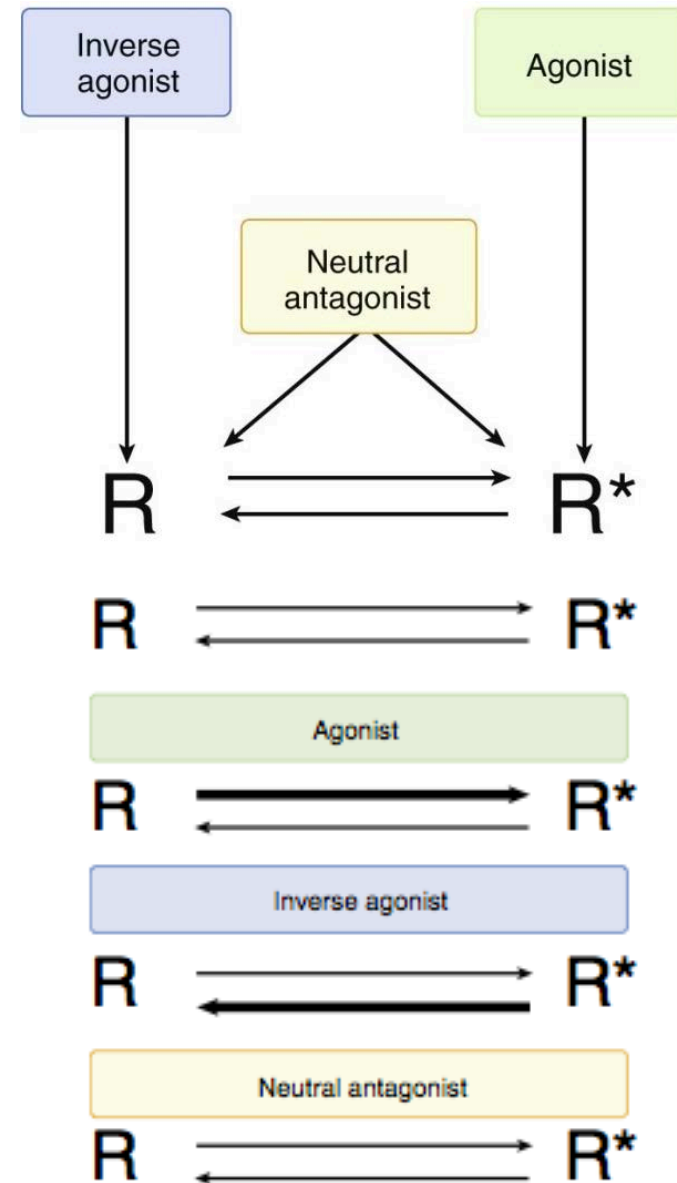 Inverse
agonist
Agonist
Neutral
antagonist
R R*
R R*
Agonist
R R*
Inverse agonist
R R*
Neutral antagonist
R R*